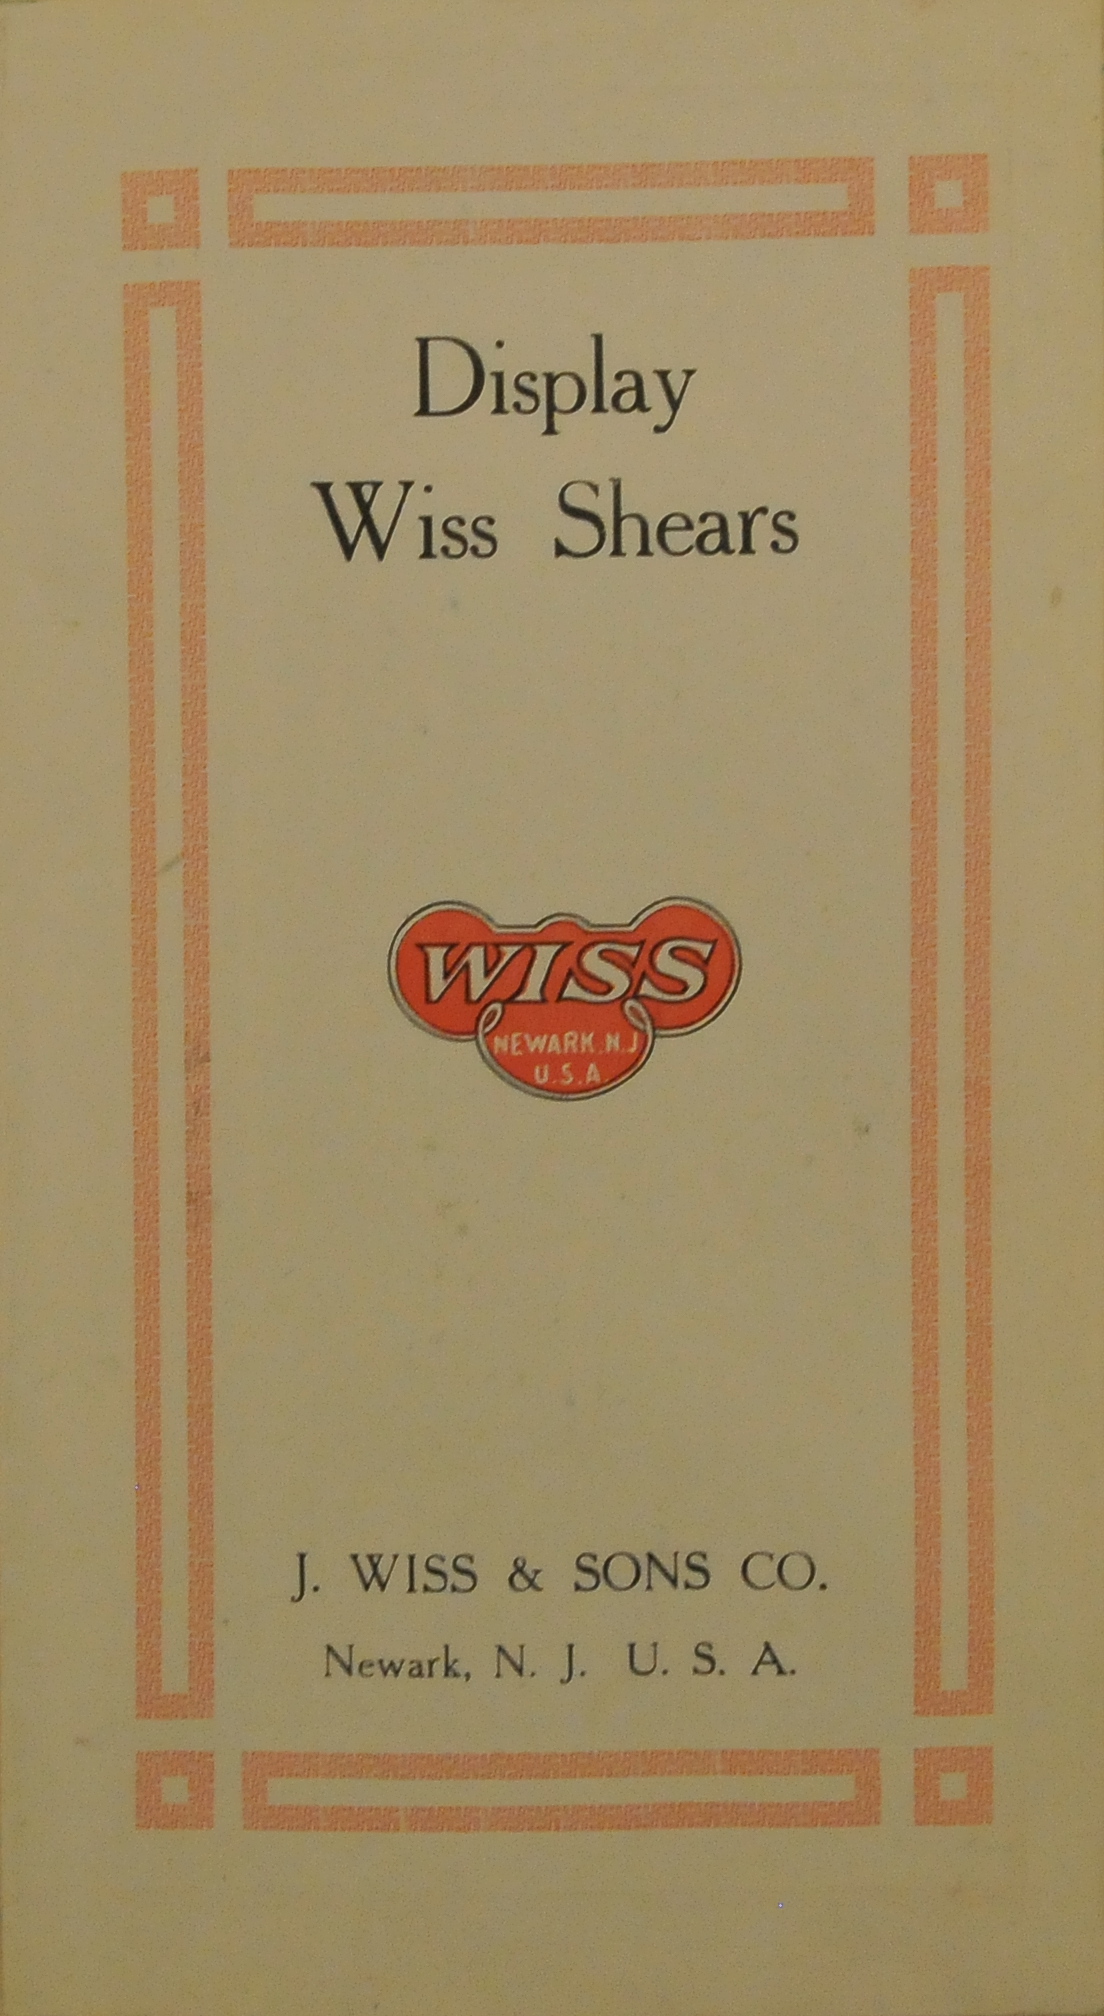 Display
Wiss Shears
WISS
NEWARK. N.J
U.S.A.
J. WISS & SONS CO.
Newark, N. J. U. S. A.